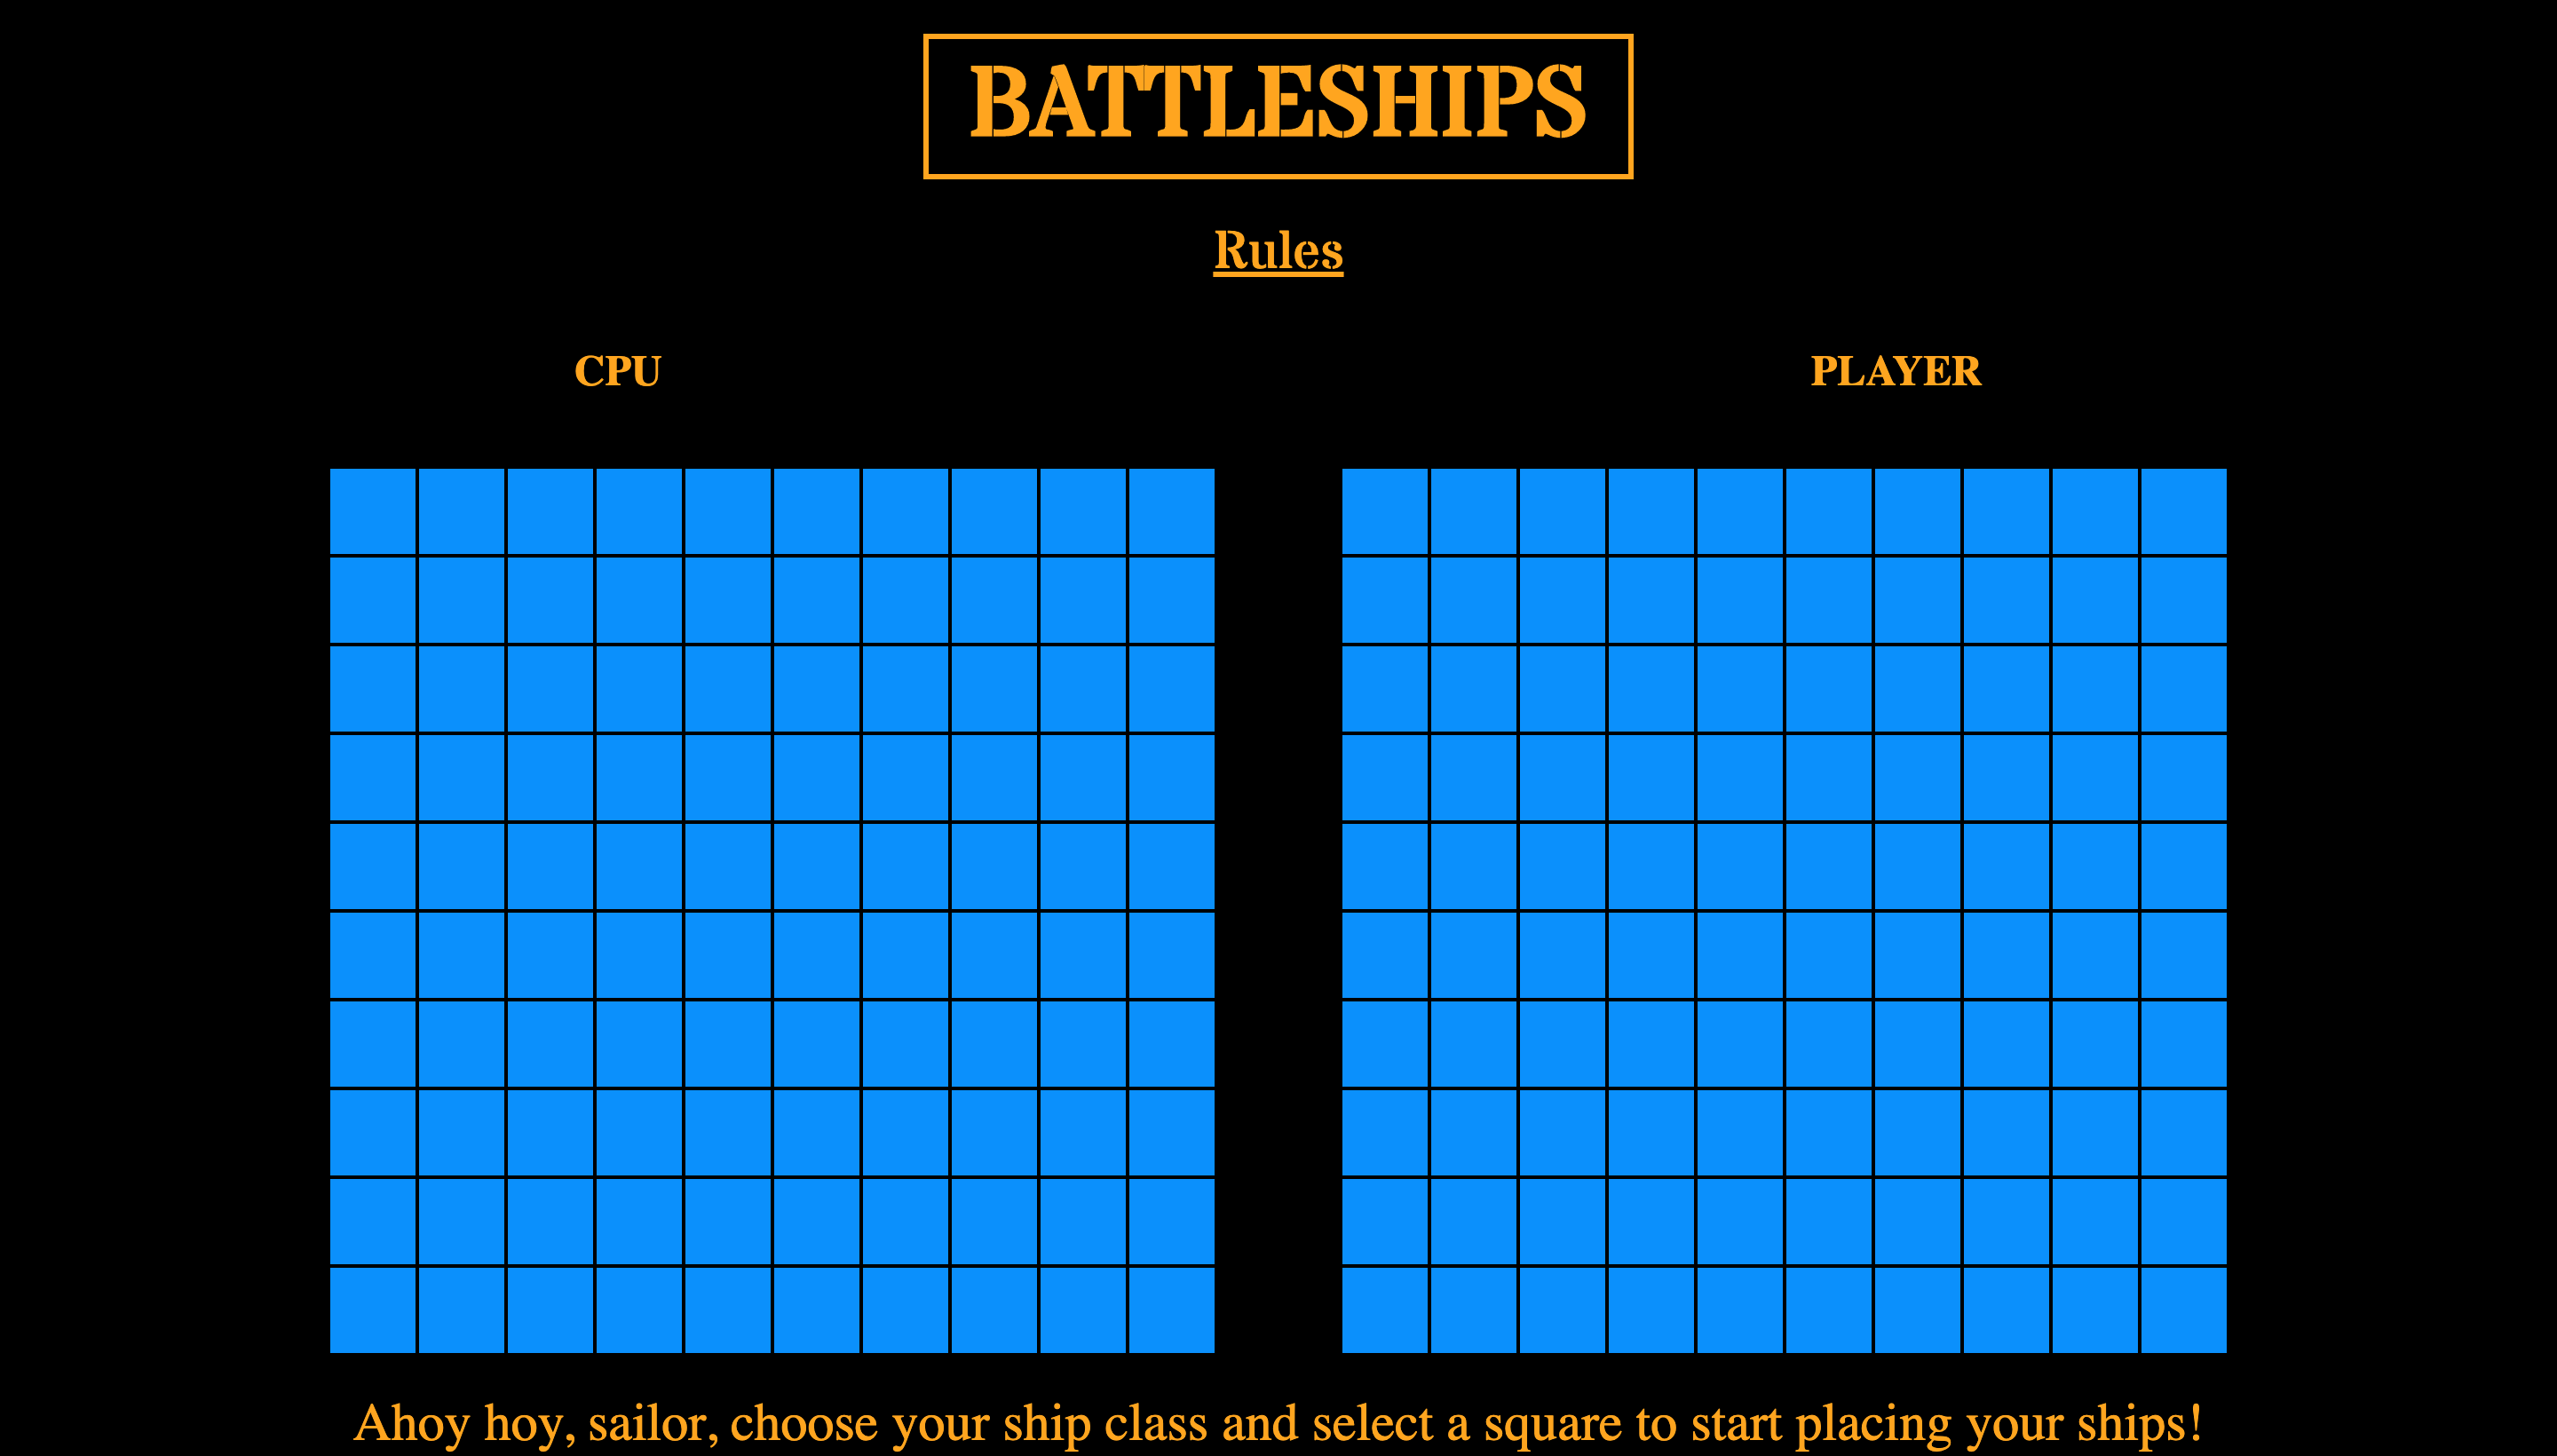 BATTLESHIPS
Rules
CPU
PLAYER
Ahoy hoy, sailor, choose your ship class and select a square to start placing your ships!